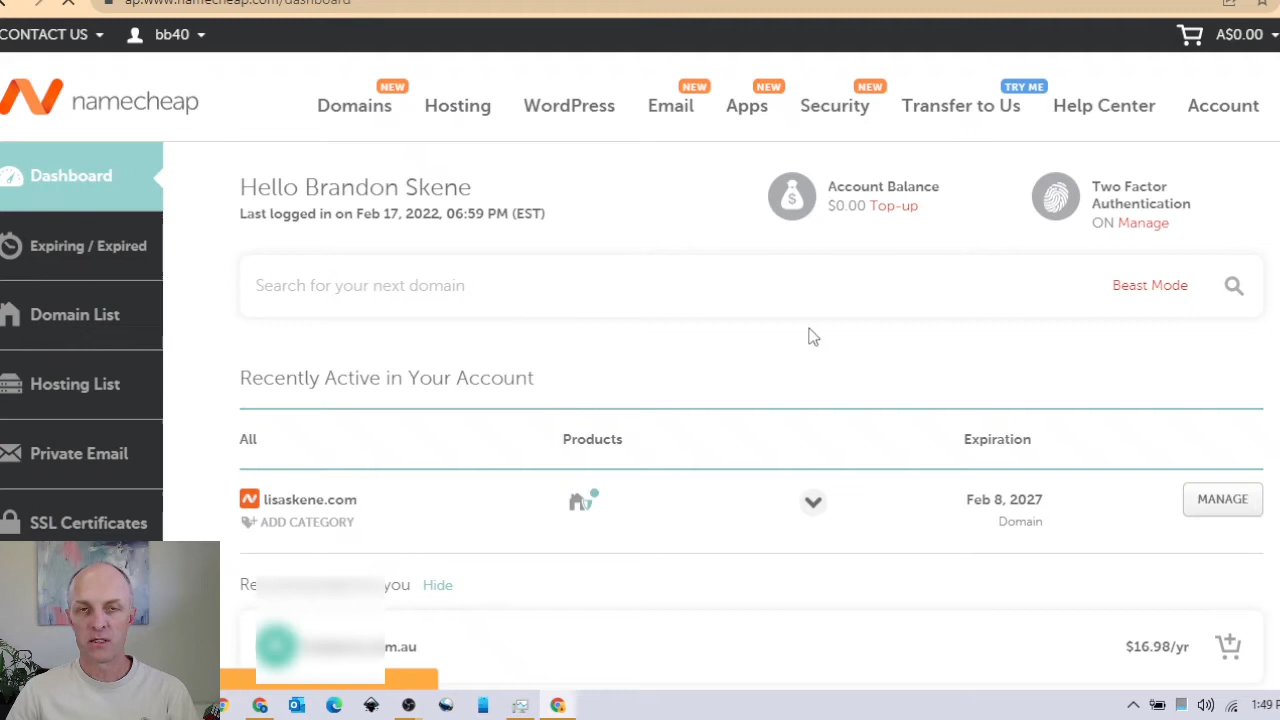 ap.www.namecheap.com/dashboard
CONTACT US bb40 A$0.00
namecheap
NEW NEW NEW NEW TRY ME
Domains Hosting WordPress Email Apps Security Transfer to Us Help Center Account
Dashboard
Expiring / Expired
Domain List
Hosting List
Private Email
SSL Certificates
Hello Brandon Skene
Last logged in on Feb 17, 2022, 06:59 PM (EST)
Account Balance
$0.00 Top-up
Two Factor
Authentication
ON Manage
Search for your next domain Beast Mode
Recently Active in Your Account
All Products Expiration
lisaskene.com Feb 8, 2027 MANAGE
ADD CATEGORY Domain
you Hide
m.au $16.98/yr
1:49